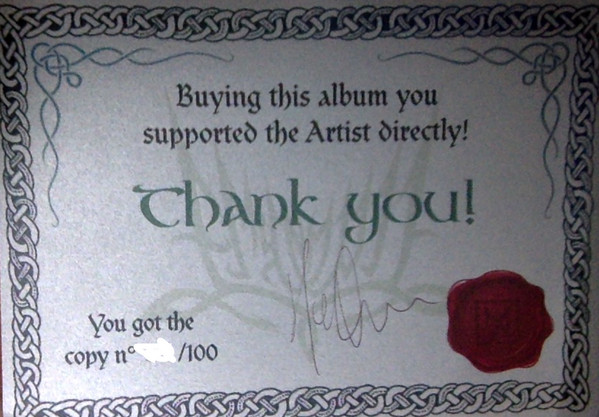 Buying this album you
supported the Artist directly!
Thank you!
You got the
copy n° /100